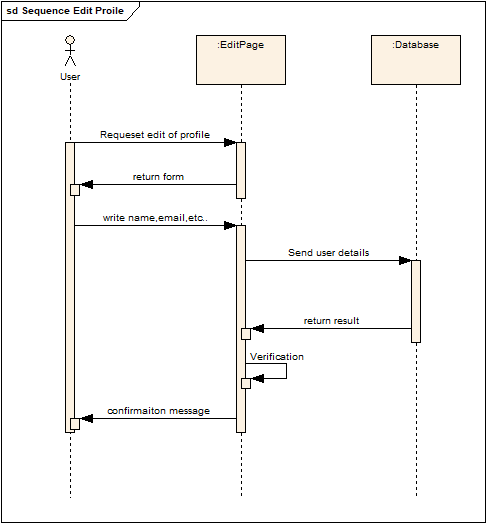 sd Sequence Edit Proile
User
:EditPage
:Database
Requeset edit of profile
return form
write name,email,etc..
Send user details
return result
Verification
confirmaiton message